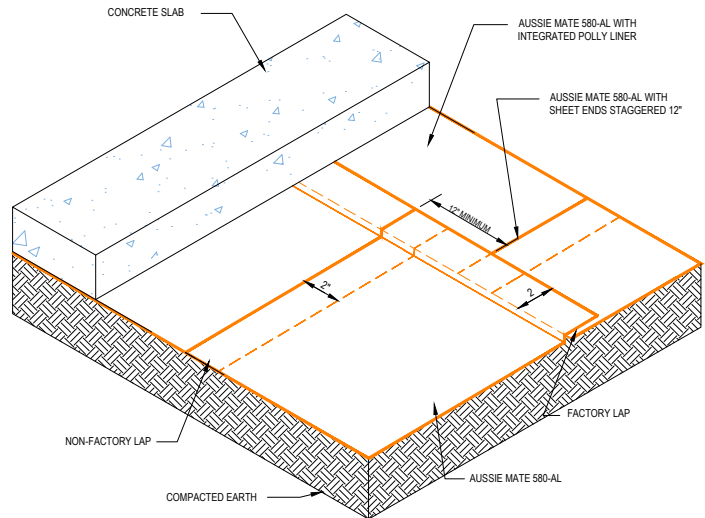 CONCRETE SLAB
AUSSIE MATE 580-AL WITH
INTEGRATED POLLY LINER
AUSSIE MATE 580-AL WITH
SHEET ENDS STAGGERED 12"
12" MINIMUM
2"
2
FACTORY LAP
NON-FACTORY LAP
AUSSIE MATE 580-AL
COMPACTED EARTH